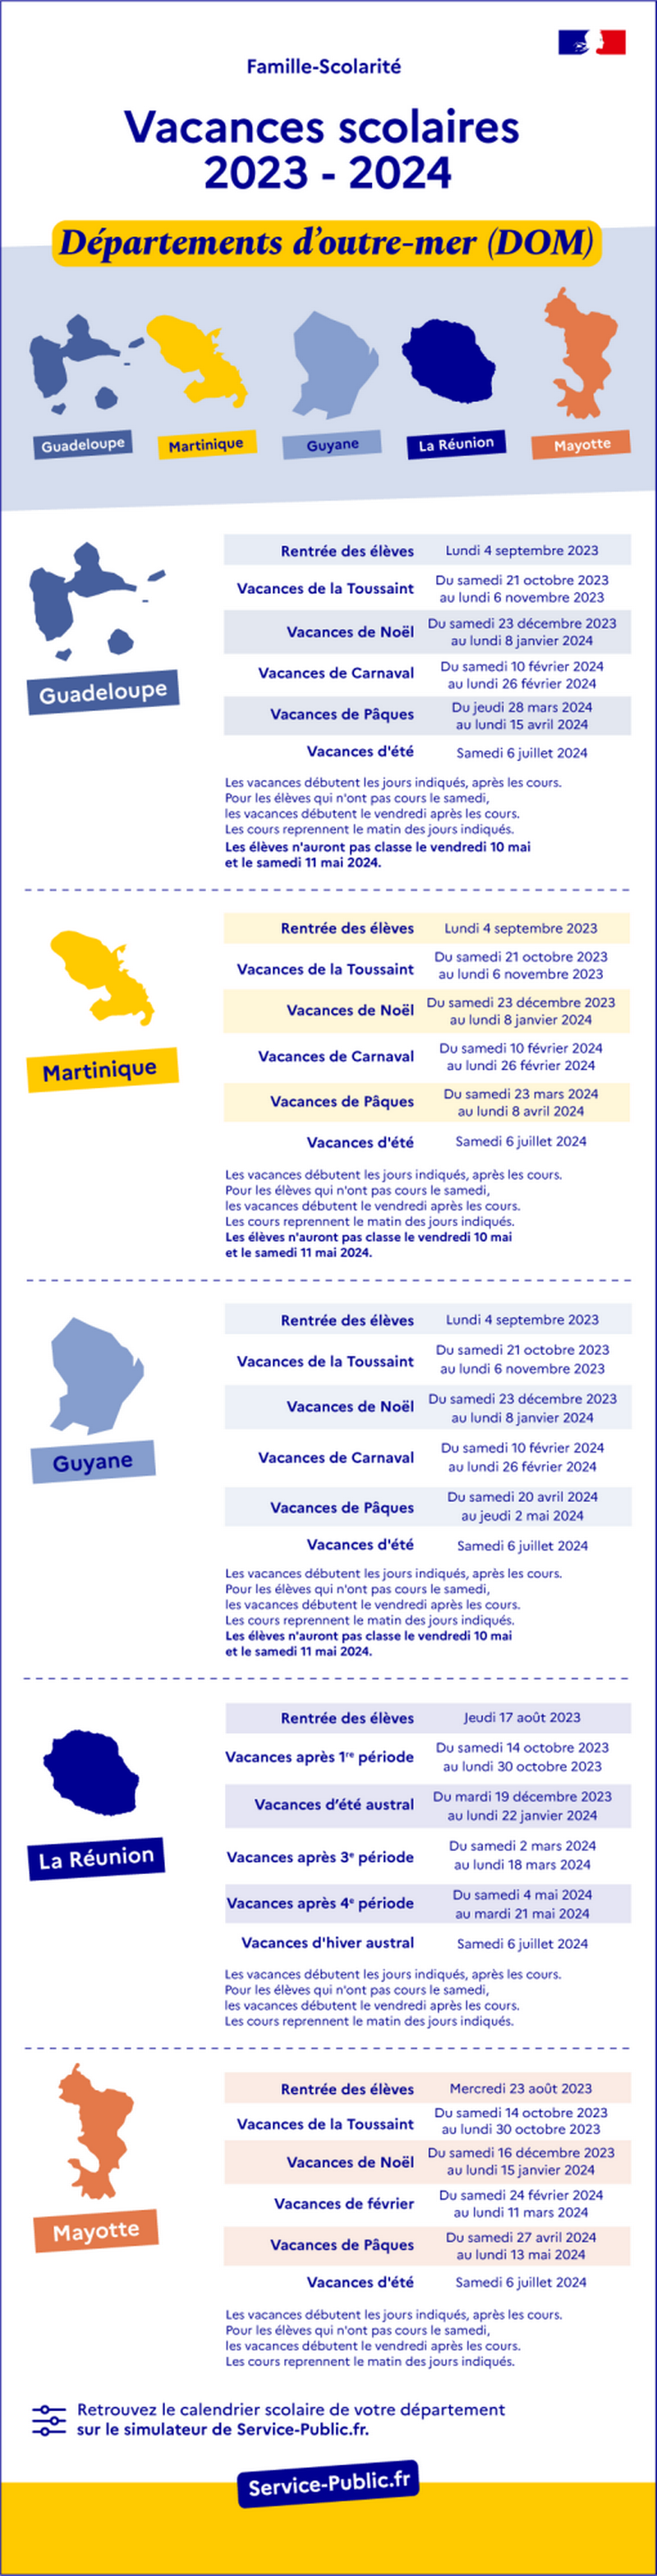 Famille-Scolarité
Vacances scolaires
2023 - 2024
Départements d'outre-mer (DOM)
Guadeloupe
Martinique
Guyane
La Réunion
Mayotte
Guadeloupe
Rentrée des élèves Lundi 4 septembre 2023
Vacances de la Toussaint Du samedi 21 octobre 2023
au lundi 6 novembre 2023
Vacances de Noël Du samedi 23 décembre 2023
au lundi 8 janvier 2024
Vacances de Carnaval Du samedi 10 février 2024
au lundi 26 février 2024
Vacances de Pâques Du jeudi 28 mars 2024
au lundi 15 avril 2024
Vacances d'été Samedi 6 juillet 2024
Les vacances débutent les jours indiqués, après les cours.
Pour les élèves qui n'ont pas cours le samedi,
les vacances débutent le vendredi après les cours.
Les cours reprennent le matin des jours indiqués.
Les élèves n'auront pas classe le vendredi 10 mai
et le samedi 11 mai 2024.
Martinique
Rentrée des élèves Lundi 4 septembre 2023
Vacances de la Toussaint Du samedi 21 octobre 2023
au lundi 6 novembre 2023
Vacances de Noël Du samedi 23 décembre 2023
au lundi 8 janvier 2024
Vacances de Carnaval Du samedi 10 février 2024
au lundi 26 février 2024
Vacances de Pâques Du samedi 23 mars 2024
au lundi 8 avril 2024
Vacances d'été Samedi 6 juillet 2024
Les vacances débutent les jours indiqués, après les cours.
Pour les élèves qui n'ont pas cours le samedi,
les vacances débutent le vendredi après les cours.
Les cours reprennent le matin des jours indiqués.
Les élèves n'auront pas classe le vendredi 10 mai
et le samedi 11 mai 2024.
Guyane
Rentrée des élèves Lundi 4 septembre 2023
Vacances de la Toussaint Du samedi 21 octobre 2023
au lundi 6 novembre 2023
Vacances de Noël Du samedi 23 décembre 2023
au lundi 8 janvier 2024
Vacances de Carnaval Du samedi 10 février 2024
au lundi 26 février 2024
Vacances de Pâques Du samedi 20 avril 2024
au jeudi 2 mai 2024
Vacances d'été Samedi 6 juillet 2024
Les vacances débutent les jours indiqués, après les cours.
Pour les élèves qui n'ont pas cours le samedi,
les vacances débutent le vendredi après les cours.
Les cours reprennent le matin des jours indiqués.
Les élèves n'auront pas classe le vendredi 10 mai
et le samedi 11 mai 2024.
La Réunion
Rentrée des élèves Jeudi 17 août 2023
Vacances après 1re période Du samedi 14 octobre 2023
au lundi 30 octobre 2023
Vacances d'été austral Du mardi 19 décembre 2023
au lundi 22 janvier 2024
Vacances après 3e période Du samedi 2 mars 2024
au lundi 18 mars 2024
Vacances après 4e période Du samedi 4 mai 2024
au mardi 21 mai 2024
Vacances d'hiver austral Samedi 6 juillet 2024
Les vacances débutent les jours indiqués, après les cours.
Pour les élèves qui n'ont pas cours le samedi,
les vacances débutent le vendredi après les cours.
Les cours reprennent le matin des jours indiqués.
Mayotte
Rentrée des élèves Mercredi 23 août 2023
Vacances de la Toussaint Du samedi 14 octobre 2023
au lundi 30 octobre 2023
Vacances de Noël Du samedi 16 décembre 2023
au lundi 15 janvier 2024
Vacances de février Du samedi 24 février 2024
au lundi 11 mars 2024
Vacances de Pâques Du samedi 27 avril 2024
au lundi 13 mai 2024
Vacances d'été Samedi 6 juillet 2024
Les vacances débutent les jours indiqués, après les cours.
Pour les élèves qui n'ont pas cours le samedi,
les vacances débutent le vendredi après les cours.
Les cours reprennent le matin des jours indiqués.
Retrouvez le calendrier scolaire de votre département
sur le simulateur de Service-Public.fr.
Service-Public.fr